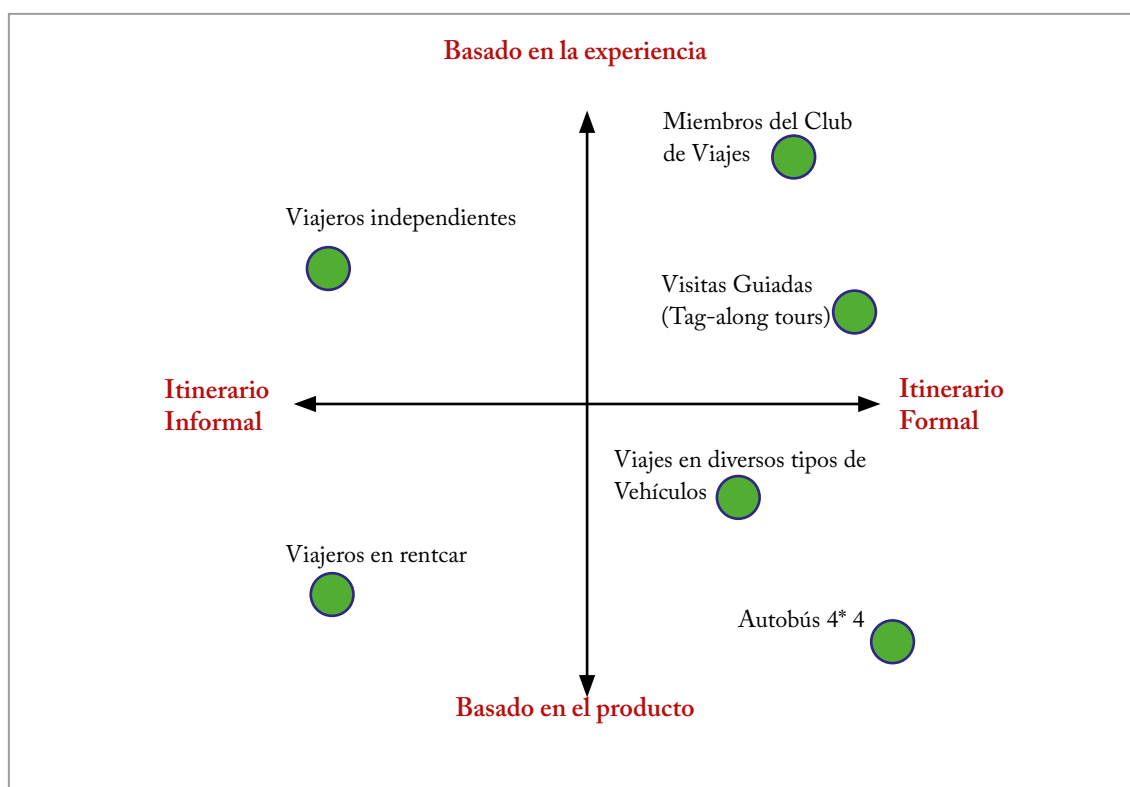 Basado en la experiencia
Miembros del Club
de Viajes
Viajeros independientes
Visitas Guiadas
(Tag-along tours)
Itinerario
Informal
Itinerario
Formal
Viajes en diversos tipos de
Vehículos
Viajeros en rentcar
Autobús 4* 4
Basado en el producto